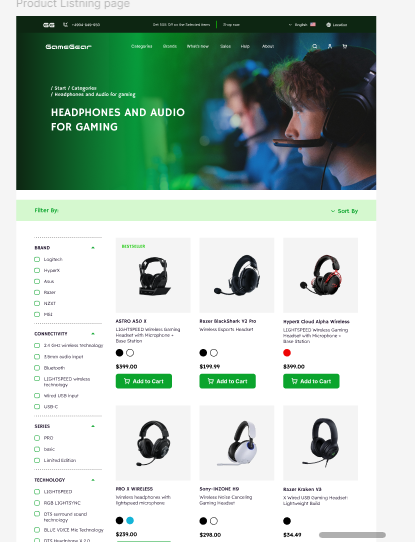 Product Listning page
GG
+4994 049-950
Get 50% Off on the Selected items
Shop now
English
Location
GameGear
Categories
Brands
What's new
Sales
Help
About
/ Start / Categories
/ Headphones and Audio for gaming
HEADPHONES AND AUDIO
FOR GAMING
Filter By:
Sort By
BRAND
Logitech
HyperX
Asus
Razer
NZXT
MSI
CONNECTIVITY
2.4 GHz wireless Technology
3.5mm audio input
Bluetooth
LIGHTSPEED wireless
technology
Wired USB input
USB-C
SERIES
PRO
basic
Limited Edition
TECHNOLOGY
LIGHTSPEED
RGB LIGHTSYNC
DTS surround sound
technology
BLUE VO!CE Mic Technology
DTS Headphone X 2.0
BESTSELLER
ASTRO A50 X
LIGHTSPEED Wireless Gaming
Headset with Microphone +
Base Station
$399.00
Add to Cart
Razer BlackShark V2 Pro
Wireless Esports Headset
$199.99
Add to Cart
HyperX Cloud Alpha Wireless
LIGHTSPEED Wireless Gaming
Headset with Microphone +
Base Station
$399.00
Add to Cart
PRO X WIRELESS
Wireless headphones with
lightspeed microphone
$239.00
Sony-INZONE H9
Wireless Noise Canceling
Gaming Headset
$298.00
Razer Kraken V3
X Wired USB Gaming Headset:
Lightweight Build
$34.49